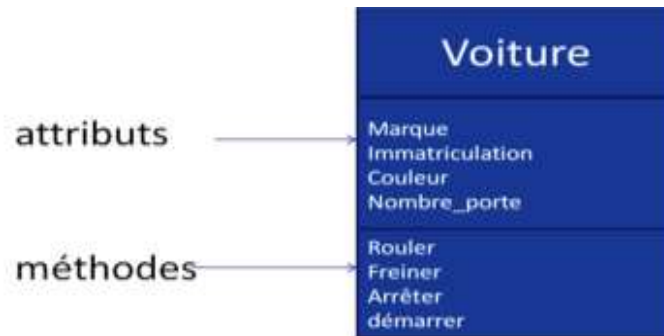 Voiture
attributs
Marque
Immatriculation
Couleur
Nombre_porte
méthodes
Rouler
Freiner
Arrêter
démarrer